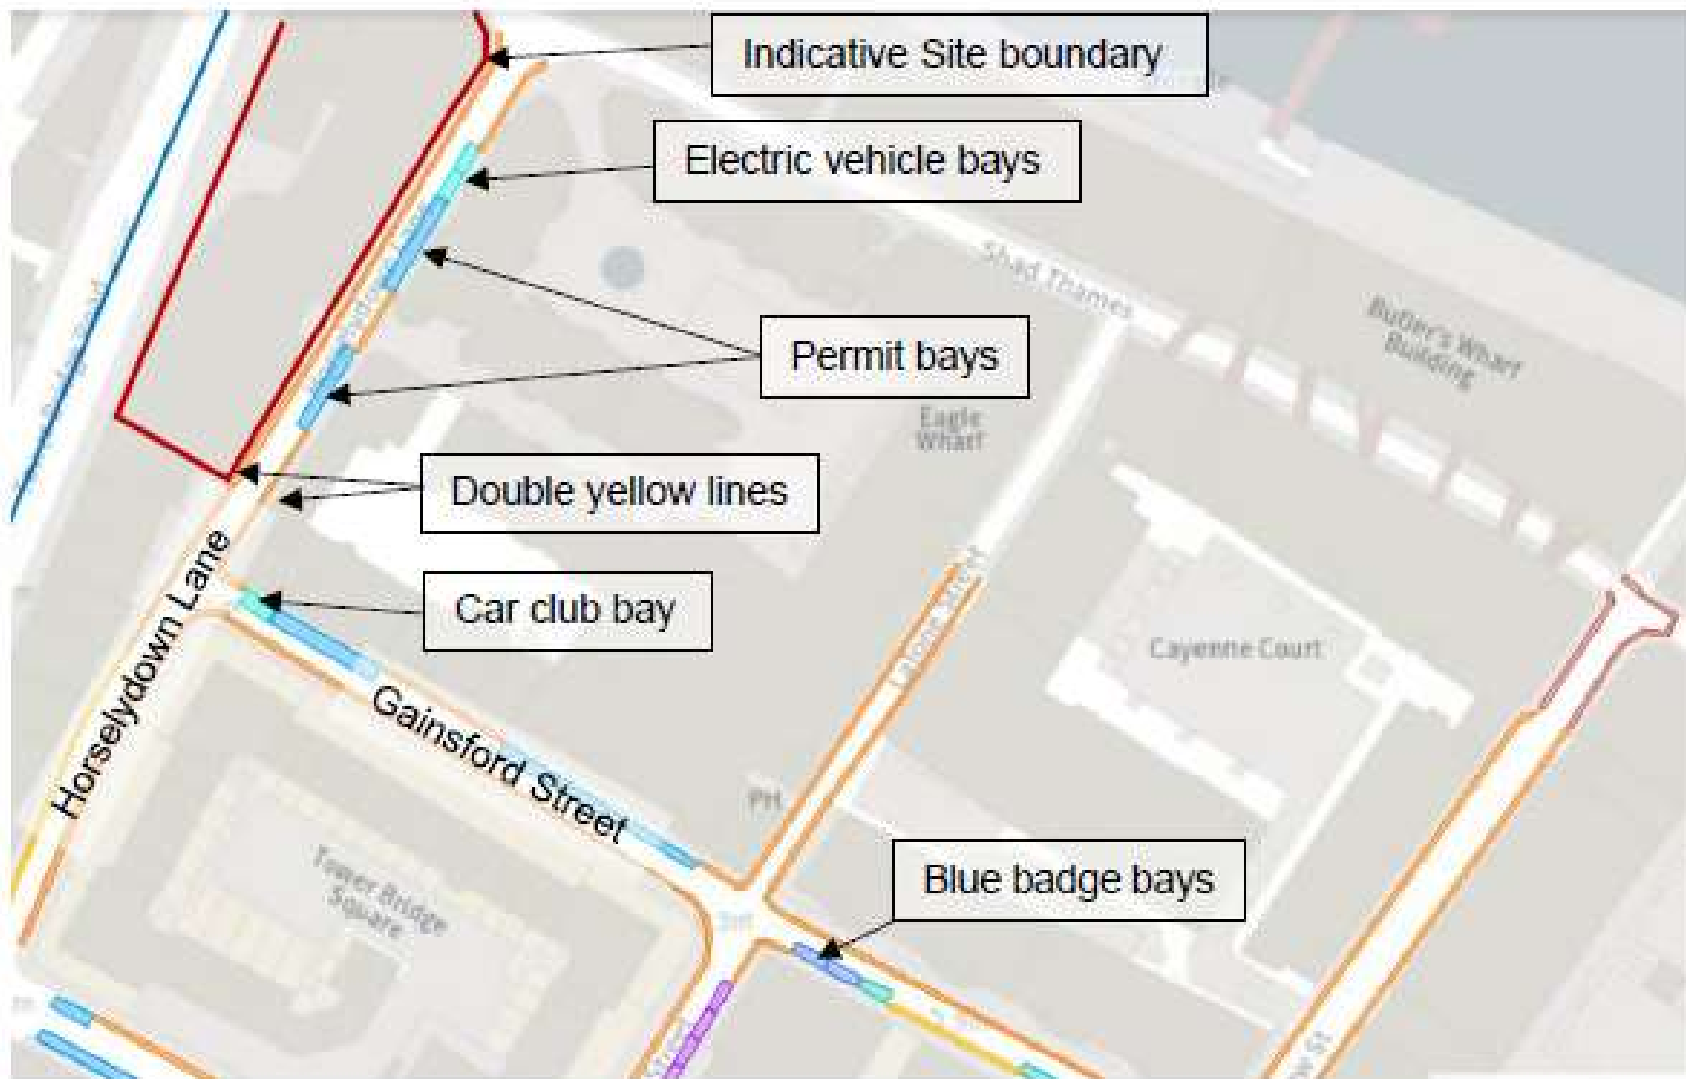 Indicative Site boundary
Electric vehicle bays
Shad Thames
Butler's Wharf
Building
Permit bays
Eagle
Wharf
Double yellow lines
Horselydown Lane
Car club bay
Cayenne Court
Gainsford Street
PH
Tower Bridge
Square
Blue badge bays